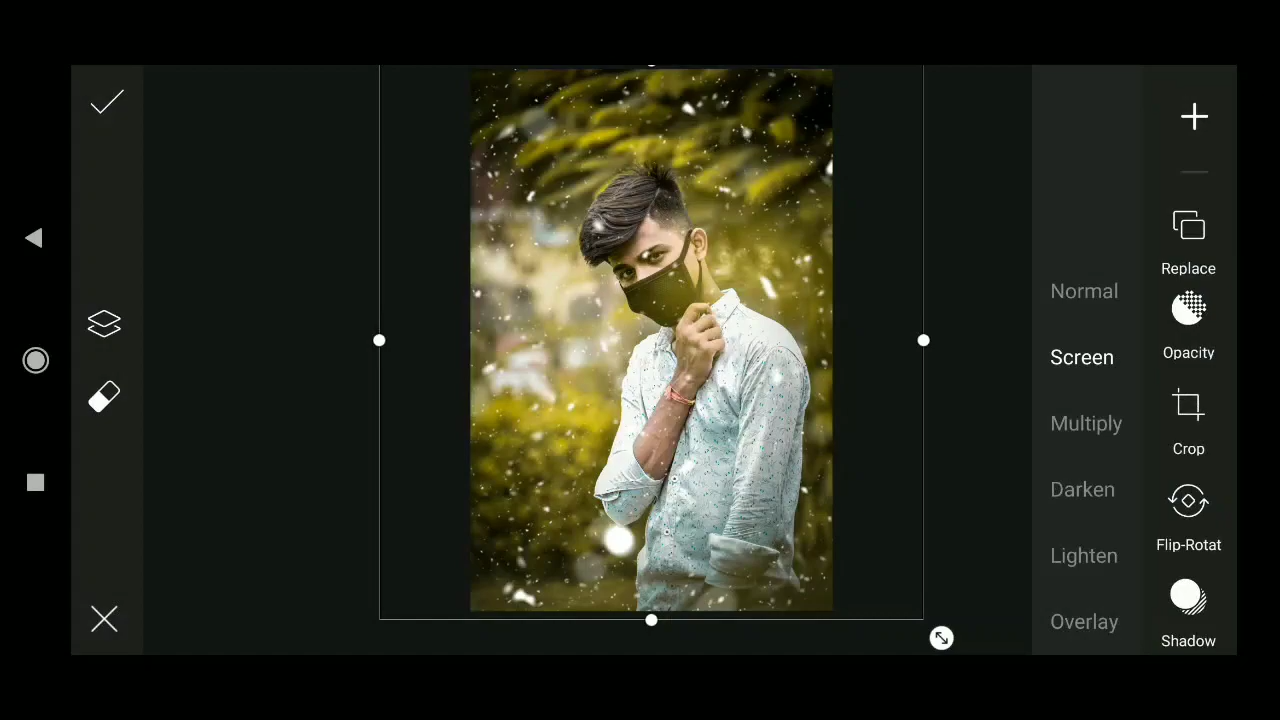 Normal
Screen
Multiply
Darken
Lighten
Overlay
Replace
Opacity
Crop
Flip-Rotat
Shadow